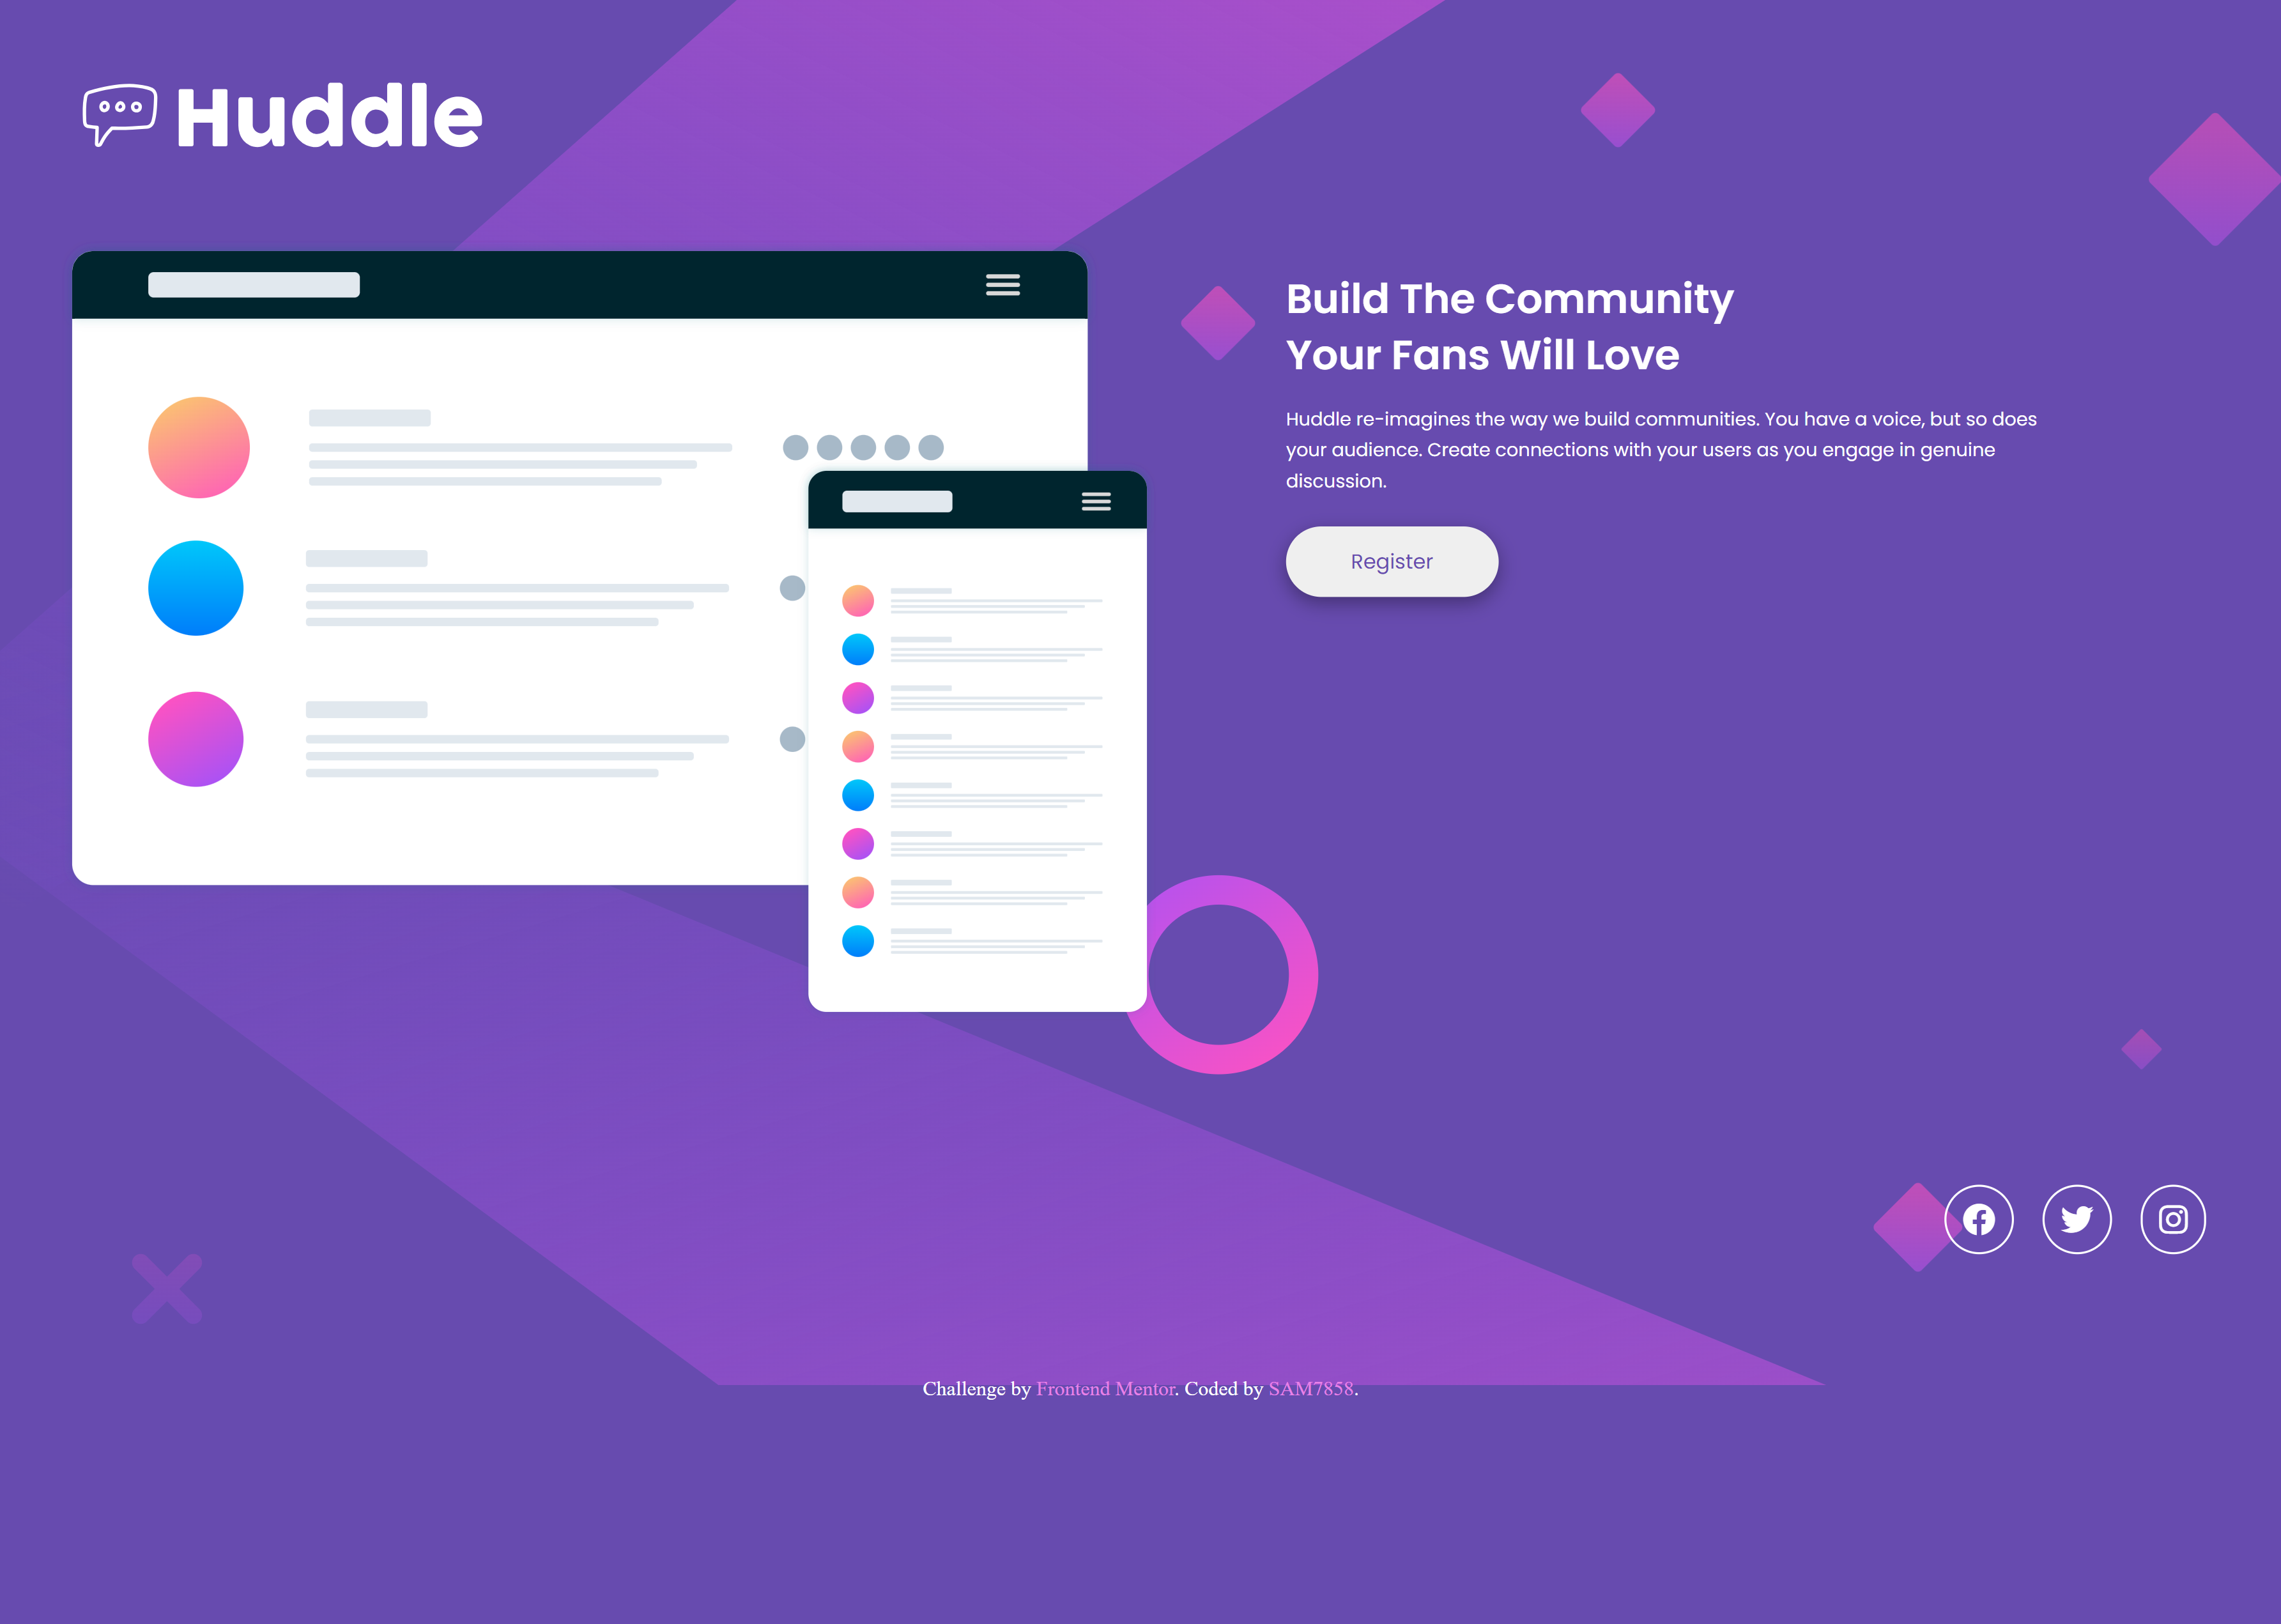 Huddle
Build The Community
Your Fans Will Love
Huddle re-imagines the way we build communities. You have a voice, but so does
your audience. Create connections with your users as you engage in genuine
discussion.
Register
Challenge by Frontend Mentor. Coded by SAM7858.